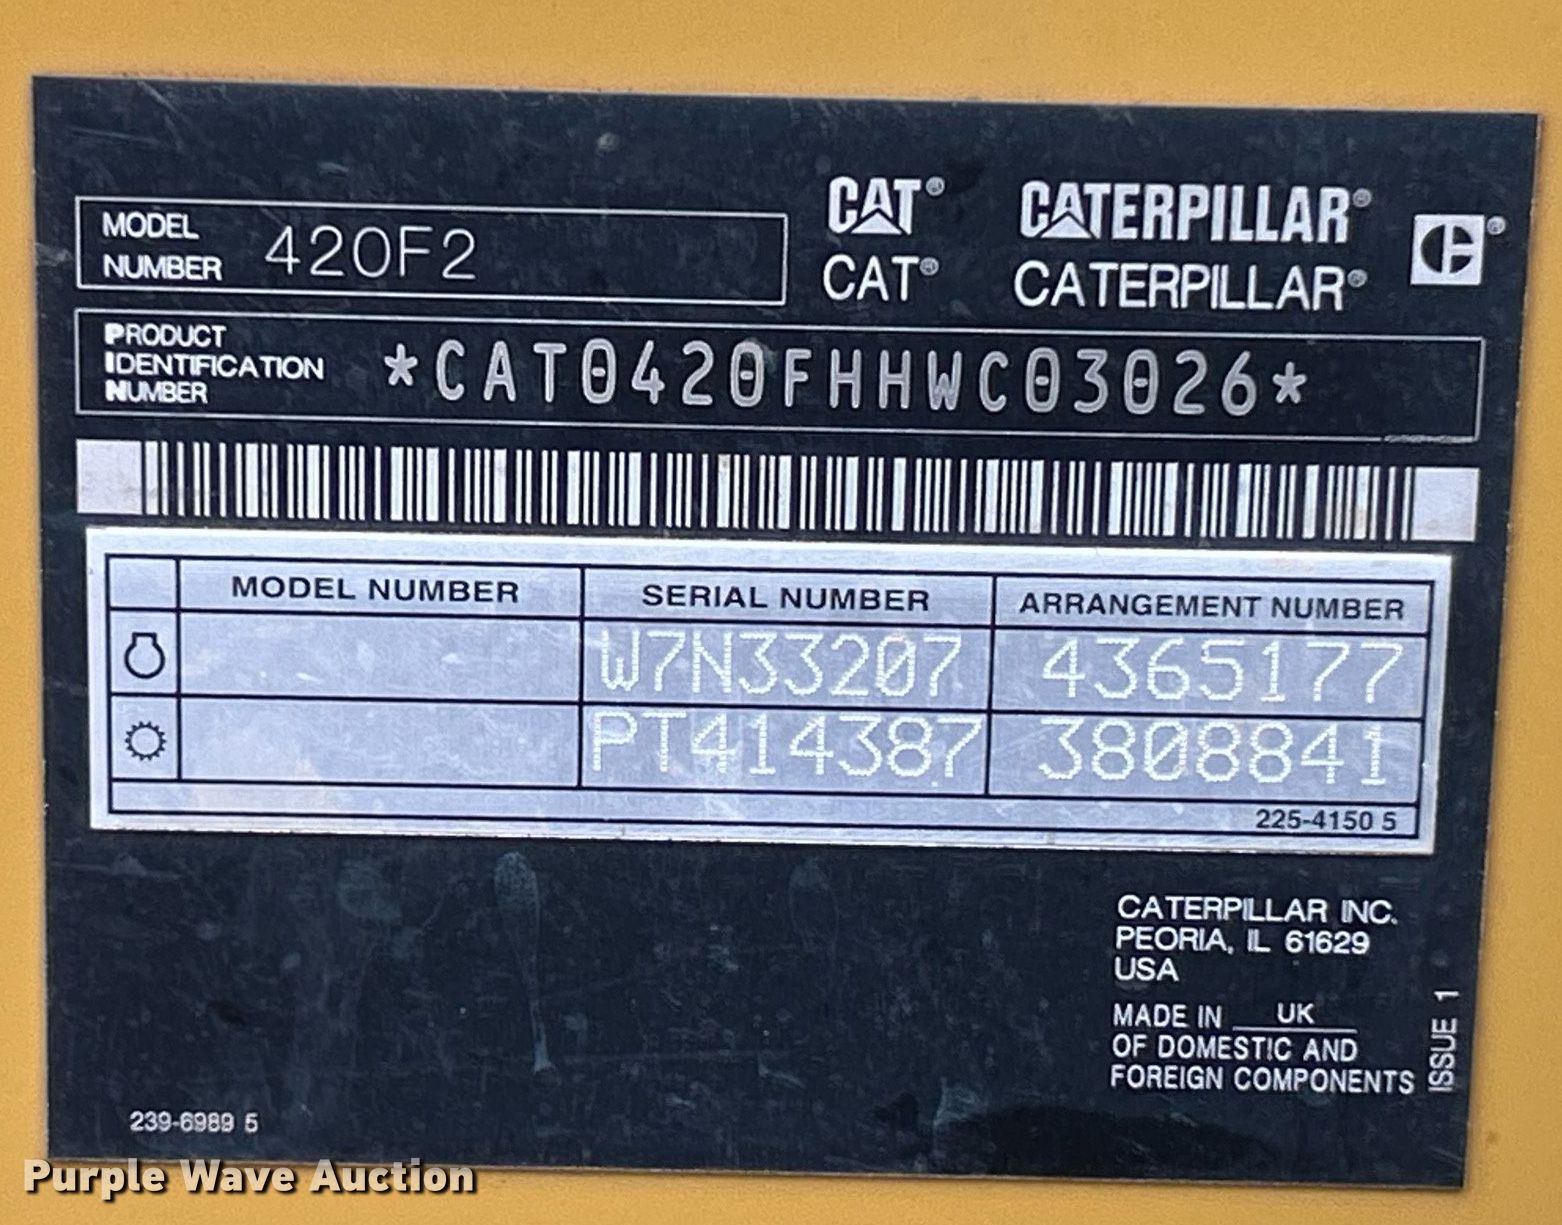 MODEL
NUMBER 420F2
CAT® CATERPILLAR®
CAT® CATERPILLAR®
PRODUCT
IDENTIFICATION
NUMBER
*CAT0420FHHWC03026*
MODEL NUMBER SERIAL NUMBER ARRANGEMENT NUMBER
W7N33207 4365177
PT414387 3808841
225-4150 5
CATERPILLAR INC.
PEORIA, IL 61629
USA
MADE IN UK
OF DOMESTIC AND
FOREIGN COMPONENTS
ISSUE 1
239-6989 5
Purple Wave Auction